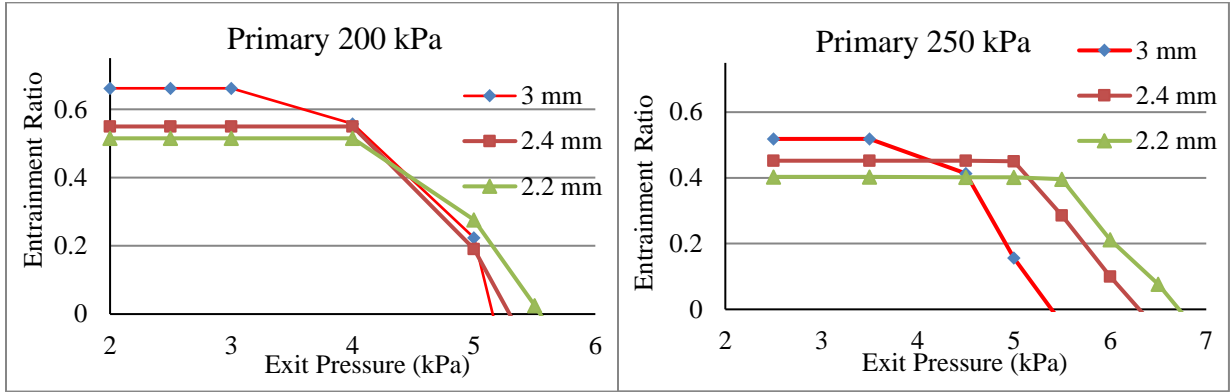 Primary 200 kPa
Entrainment Ratio
0.6
0.4
0.2
0
2 3 4 5 6
Exit Pressure (kPa)
3 mm
2.4 mm
2.2 mm
Primary 250 kPa
Entrainment Ratio
0.6
0.4
0.2
0
2 3 4 5 6 7
Exit Pressure (kPa)
3 mm
2.4 mm
2.2 mm